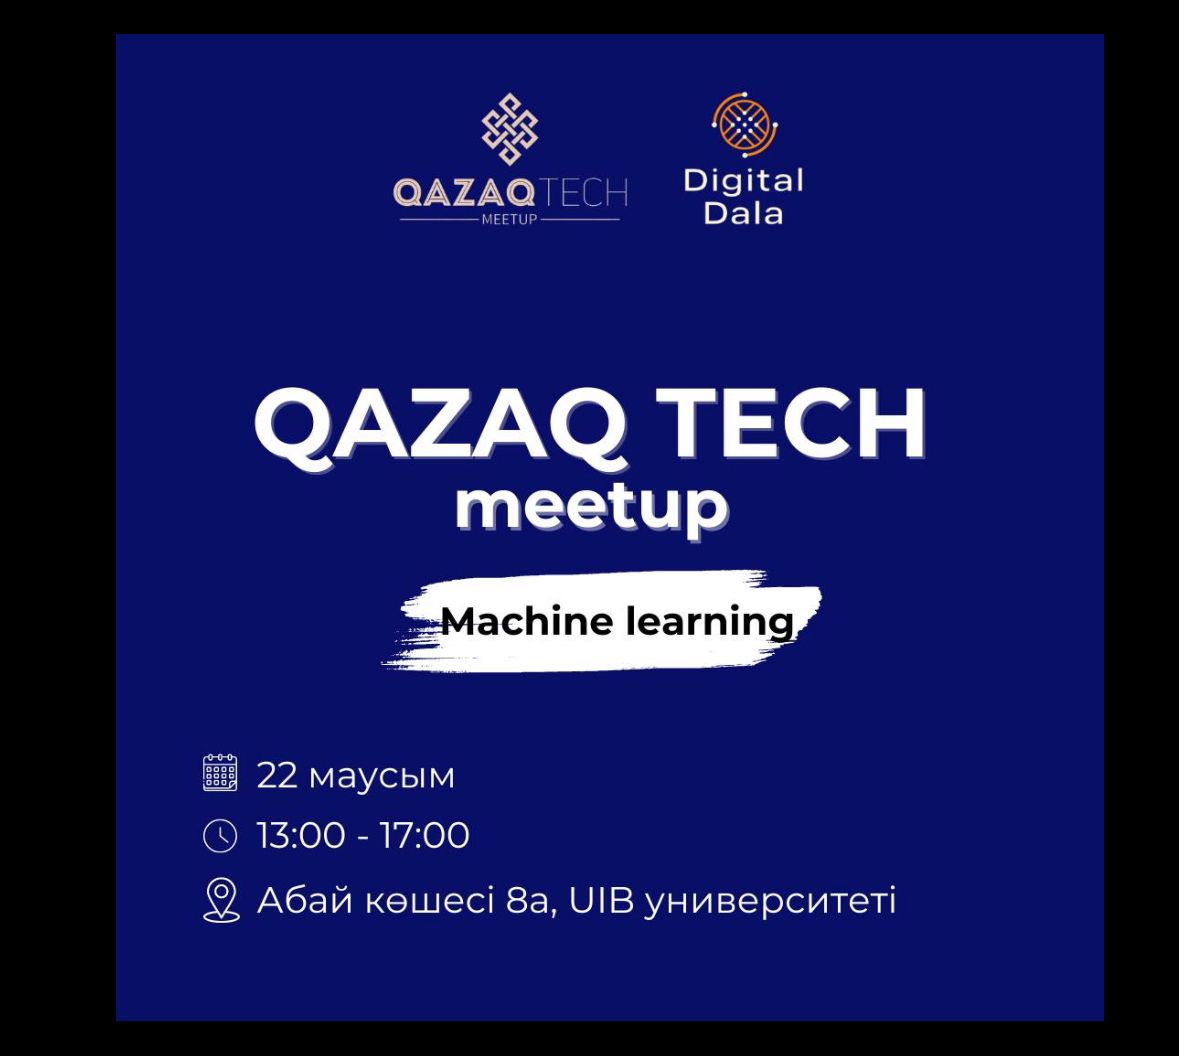 QAZAQTECH
MEETUP
Digital
Dala
QAZAQ TECH
meetup
Machine learning
22 маусым
13:00 - 17:00
Абай көшесі 8а, UIB университеті